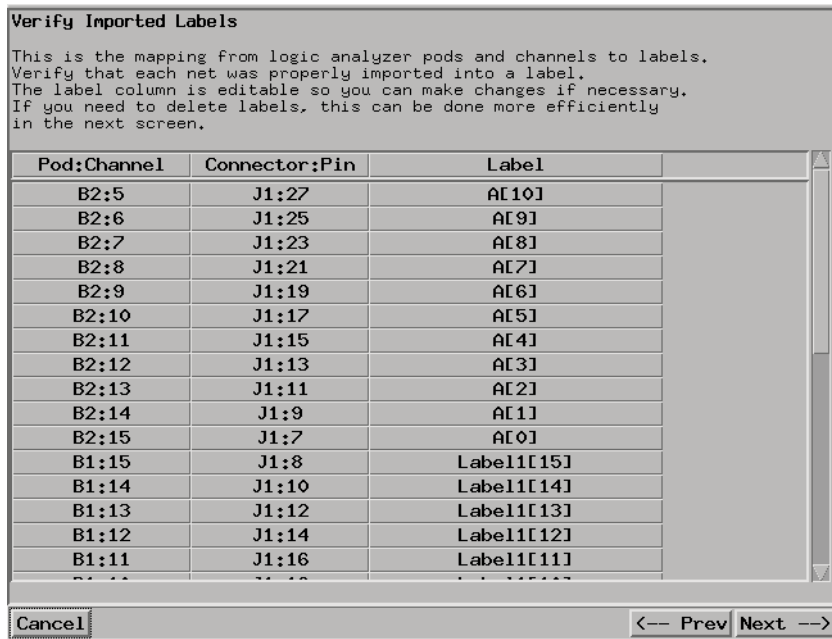 Verify Imported Labels
This is the mapping from logic analyzer pods and channels to labels.
Verify that each net was properly imported into a label.
The label column is editable so you can make changes if necessary.
If you need to delete labels, this can be done more efficiently
in the next screen.
Pod:Channel Connector:Pin Label
B2:5 J1:27 A[10]
B2:6 J1:25 A[9]
B2:7 J1:23 A[8]
B2:8 J1:21 A[7]
B2:9 J1:19 A[6]
B2:10 J1:17 A[5]
B2:11 J1:15 A[4]
B2:12 J1:13 A[3]
B2:13 J1:11 A[2]
B2:14 J1:9 A[1]
B2:15 J1:7 A[0]
B1:15 J1:8 Label1[15]
B1:14 J1:10 Label1[14]
B1:13 J1:12 Label1[13]
B1:12 J1:14 Label1[12]
B1:11 J1:16 Label1[11]
Cancel <-- Prev Next -->